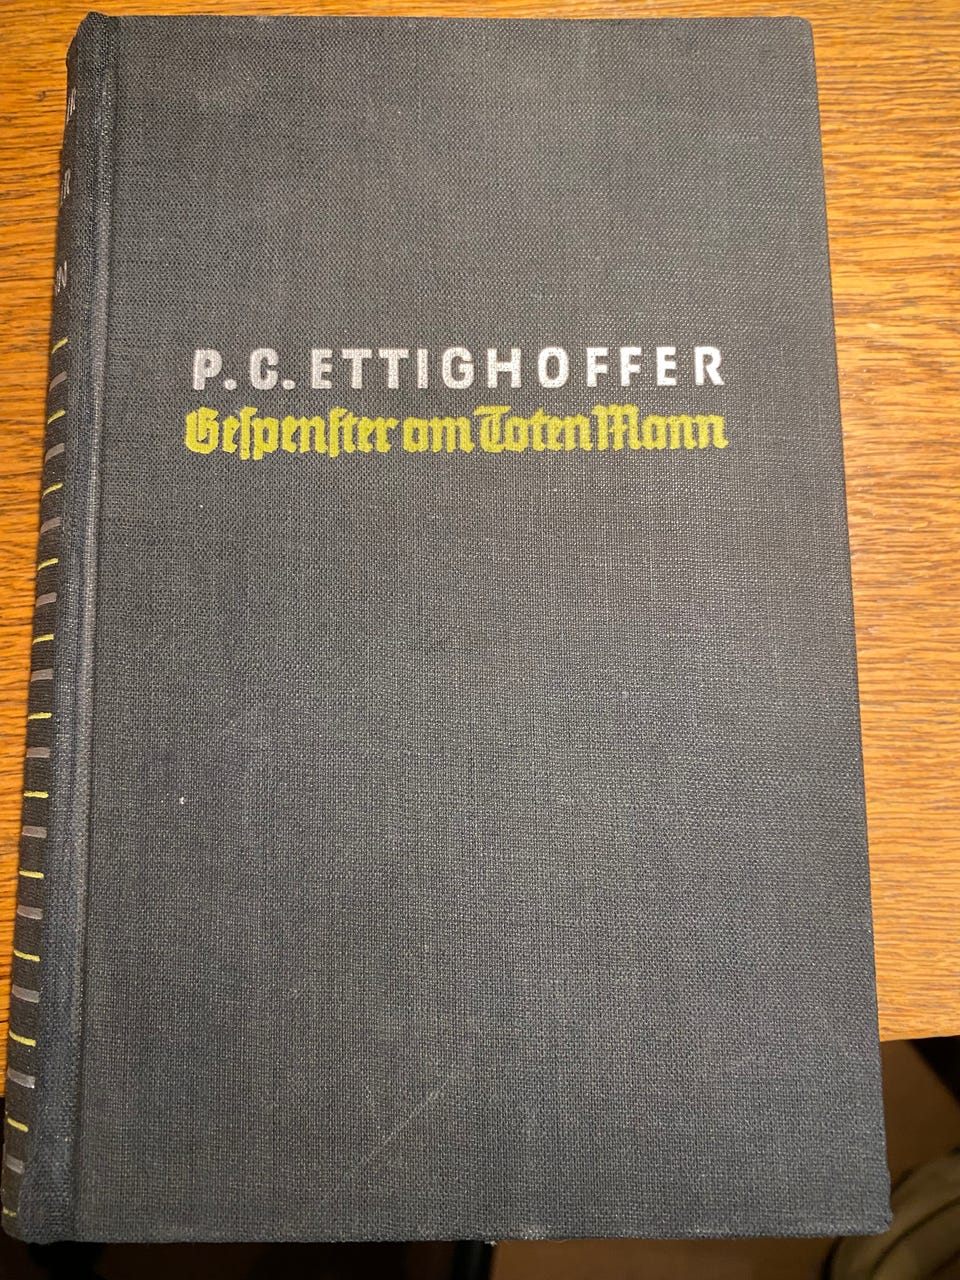 P. C. ETTIGHOFFER
Gespenster am Toten Mann